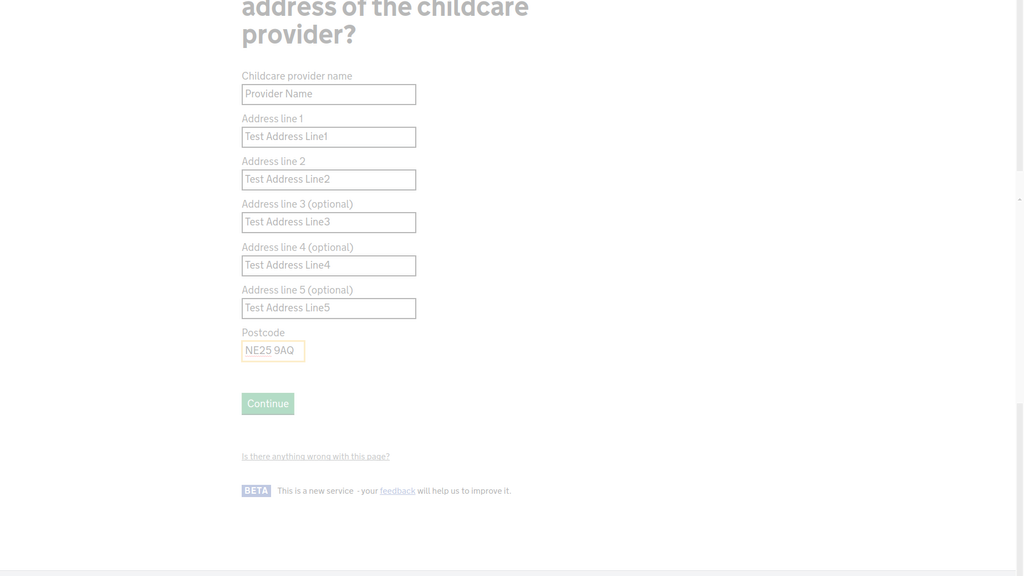 address of the childcare
provider?
Childcare provider name
Provider Name
Address line 1
Test Address Line1
Address line 2
Test Address Line2
Address line 3 (optional)
Test Address Line3
Address line 4 (optional)
Test Address Line4
Address line 5 (optional)
Test Address Line5
Postcode
NE25 9AQ
Continue
Is there anything wrong with this page?
BETA This is a new service - your feedback will help us to improve it.